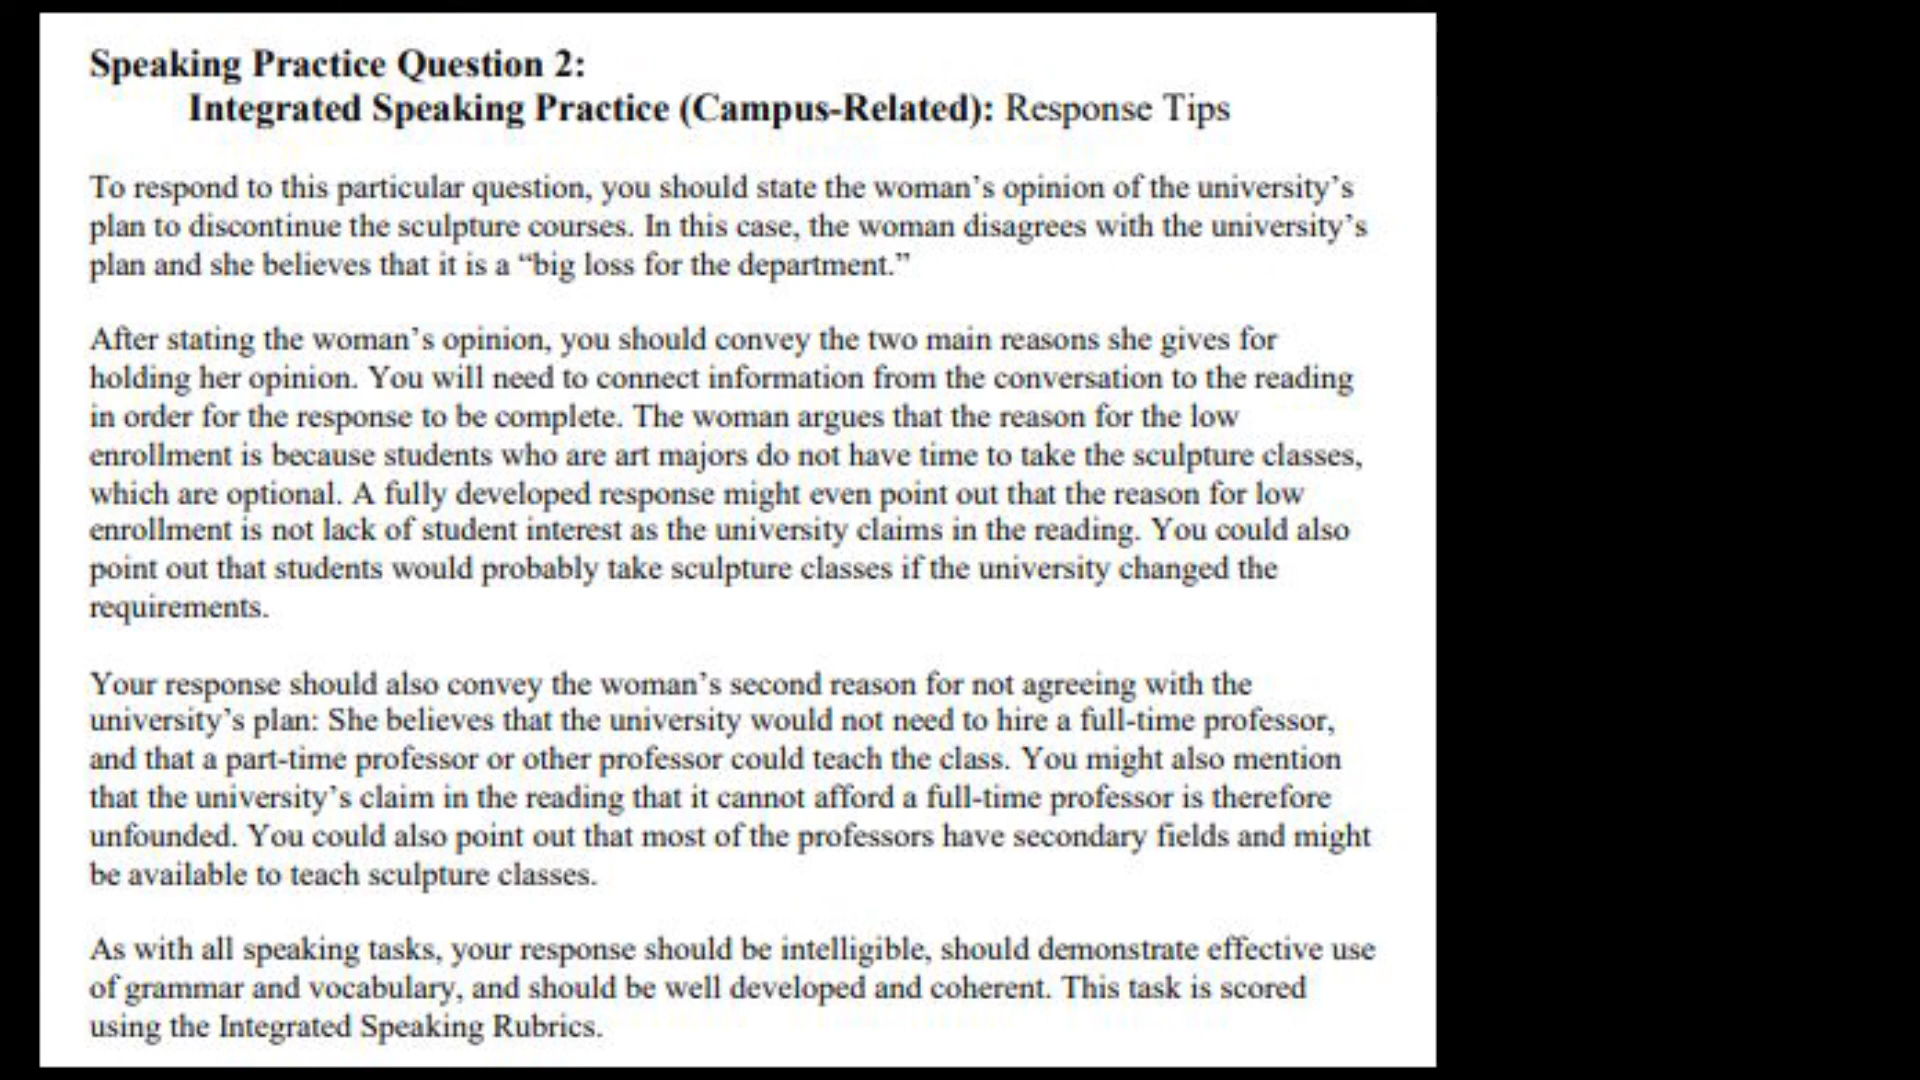 Speaking Practice Question 2:
Integrated Speaking Practice (Campus-Related): Response Tips
To respond to this particular question, you should state the woman’s opinion of the university’s
plan to discontinue the sculpture courses. In this case, the woman disagrees with the university’s
plan and she believes that it is a “big loss for the department.”
After stating the woman’s opinion, you should convey the two main reasons she gives for
holding her opinion. You will need to connect information from the conversation to the reading
in order for the response to be complete. The woman argues that the reason for the low
enrollment is because students who are art majors do not have time to take the sculpture classes,
which are optional. A fully developed response might even point out that the reason for low
enrollment is not lack of student interest as the university claims in the reading. You could also
point out that students would probably take sculpture classes if the university changed the
requirements.
Your response should also convey the woman’s second reason for not agreeing with the
university’s plan: She believes that the university would not need to hire a full-time professor,
and that a part-time professor or other professor could teach the class. You might also mention
that the university’s claim in the reading that it cannot afford a full-time professor is therefore
unfounded. You could also point out that most of the professors have secondary fields and might
be available to teach sculpture classes.
As with all speaking tasks, your response should be intelligible, should demonstrate effective use
of grammar and vocabulary, and should be well developed and coherent. This task is scored
using the Integrated Speaking Rubrics.